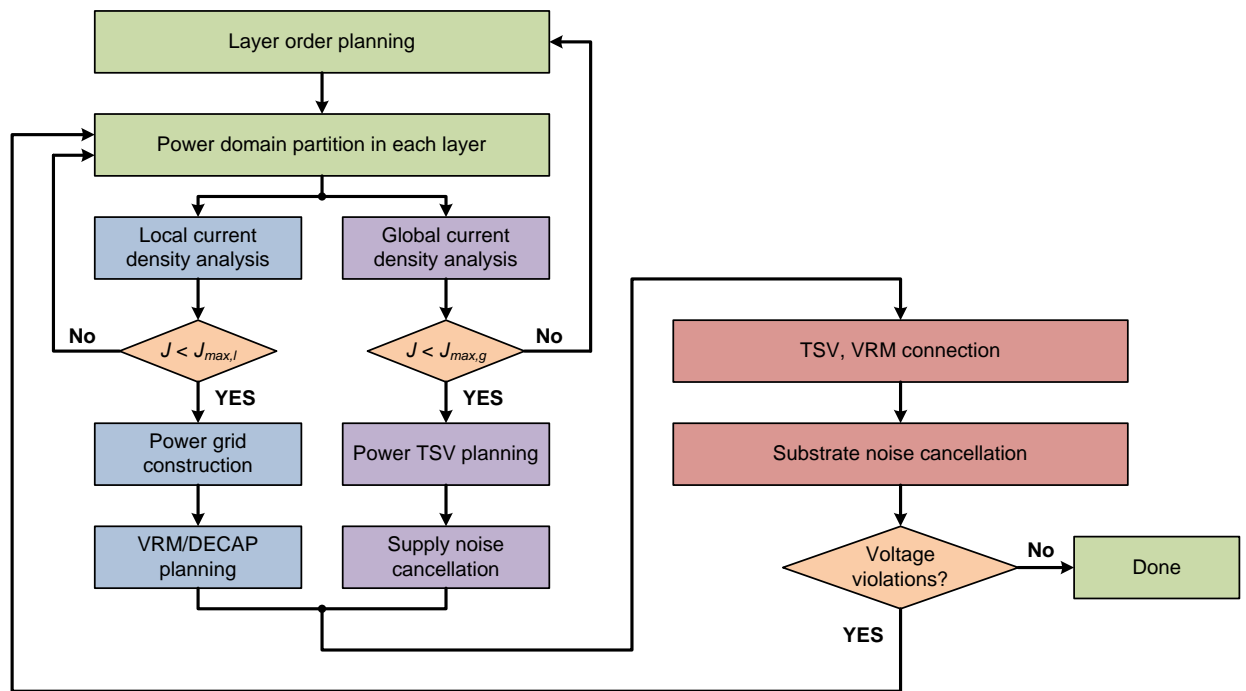 Layer order planning
Power domain partition in each layer
Local current
density analysis
Global current
density analysis
No
J < Jmax,l
J < Jmax,g
No
YES
YES
Power grid
construction
Power TSV planning
VRM/DECAP
planning
Supply noise
cancellation
TSV, VRM connection
Substrate noise cancellation
Voltage
violations?
No
Done
YES